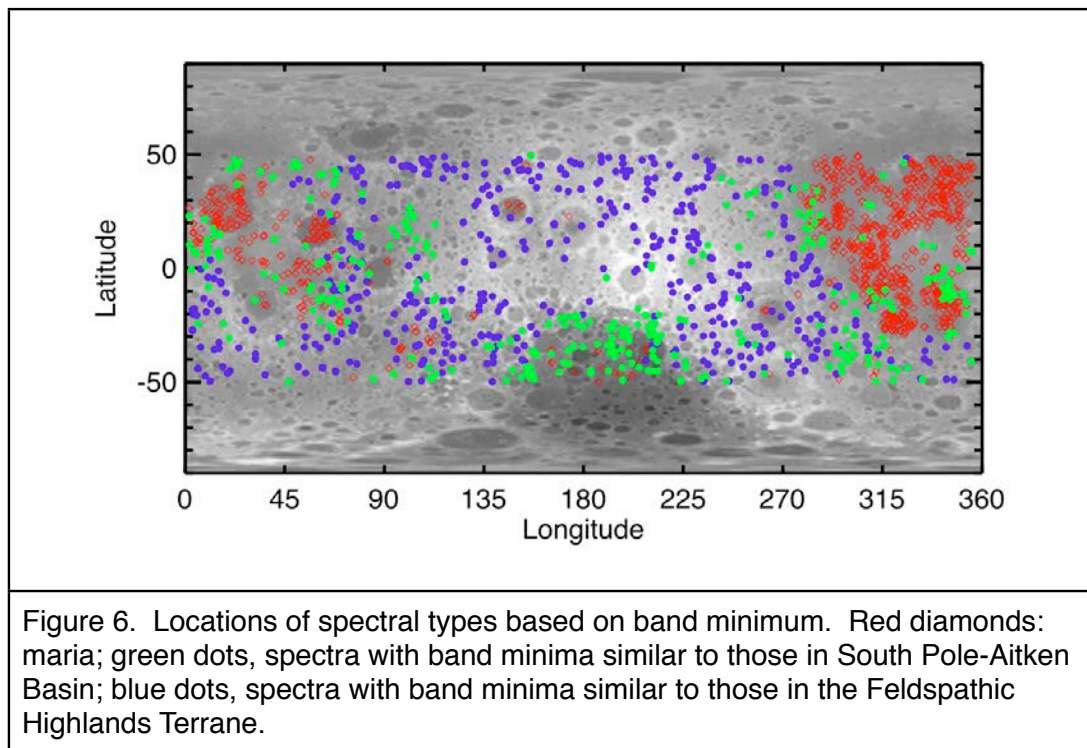 50
0
-50
Latitude
0 45 90 135 180 225 270 315 360
Longitude
Figure 6. Locations of spectral types based on band minimum. Red diamonds:
maria; green dots, spectra with band minima similar to those in South Pole-Aitken
Basin; blue dots, spectra with band minima similar to those in the Feldspathic
Highlands Terrane.